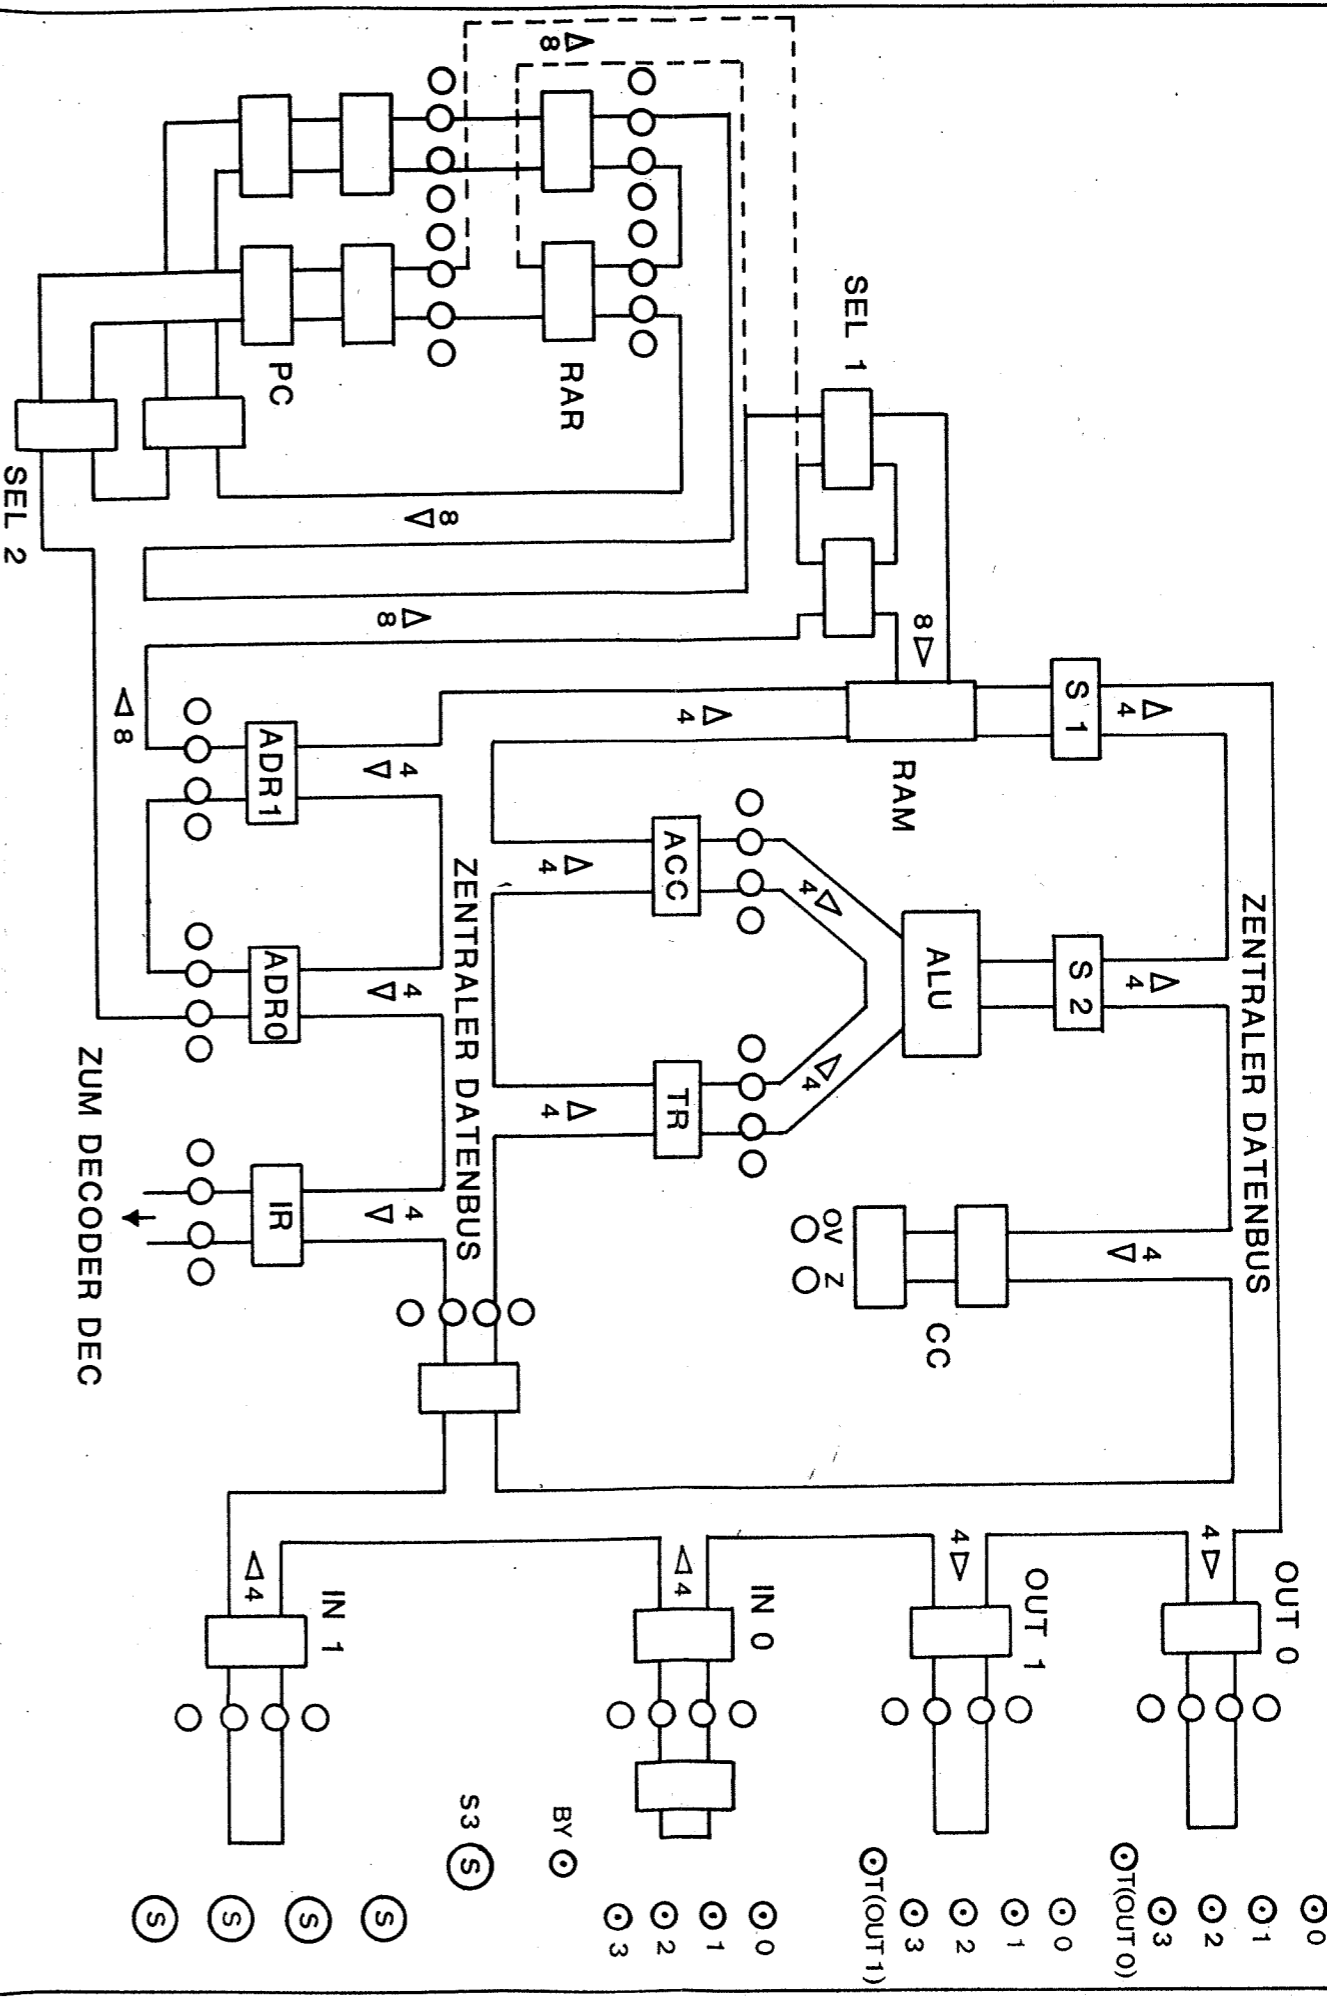 0
OUT 0
1
ZENTRALER DATENBUS
4
2
3
T(OUT 0)
4
4
4
S 1
S 2
OUT 1
0
1
4
2
3
T(OUT 1)
CC
8
RAM
ALU
SEL 1
OV
Z
4
4
IN 0
0
1
4
2
3
4
ACC
TR
RAR
BY
4
4
8
8
ZENTRALER DATENBUS
S3
S
4
4
4
S
8
IN 1
S
PC
ADR1
ADR0
IR
4
S
S
8
ZUM DECODER DEC
SEL 2